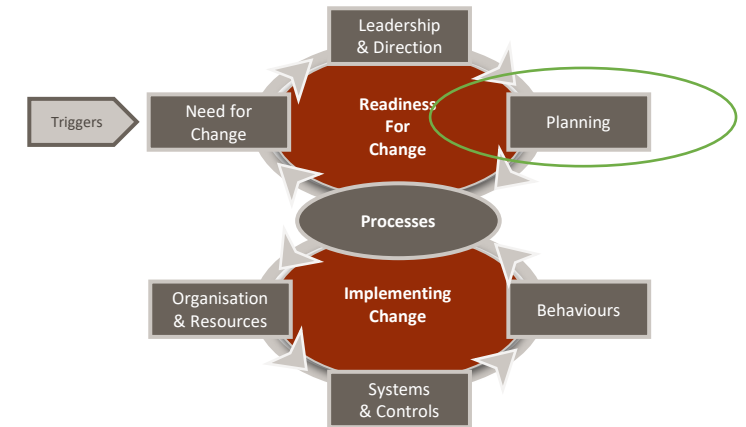 Leadership
& Direction
Triggers
Need for
Change
Readiness
For
Change
Planning
Processes
Organisation
& Resources
Implementing
Change
Behaviours
Systems
& Controls